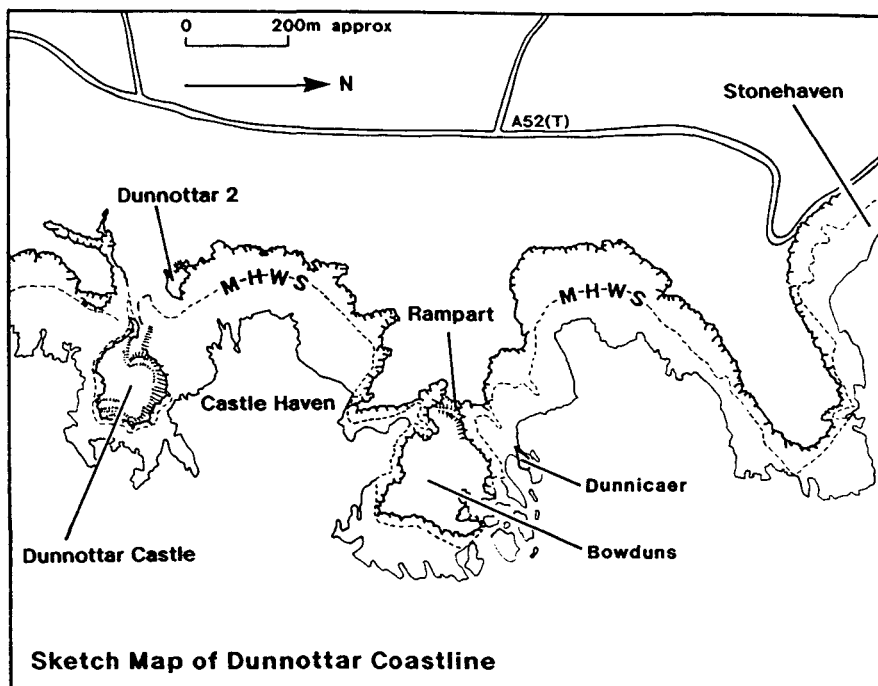 0 200m approx
N
A52(T)
Stonehaven
Dunnottar 2
M-H-W-S
M-H-W-S
Rampart
Castle Haven
Dunnicaer
Dunnottar Castle
Bowduns
Sketch Map of Dunnottar Coastline